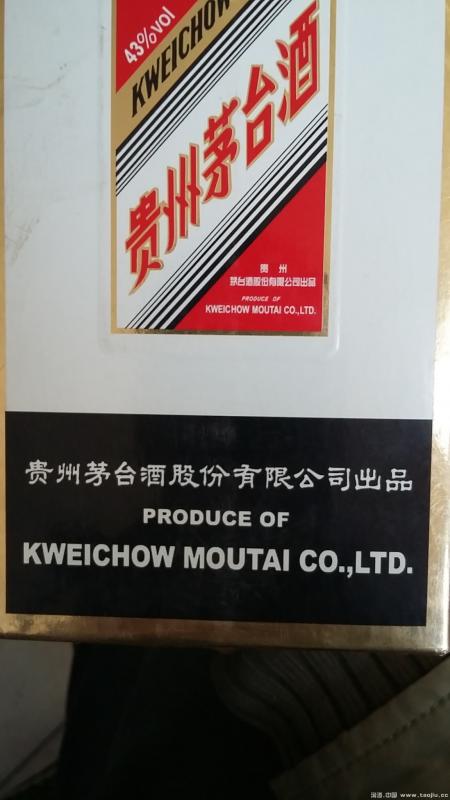 43%vol
KWEICHOW
贵州茅台酒
贵州
茅台酒股份有限公司出品
PRODUCE OF
KWEICHOW MOUTAI CO.,LTD.
贵州茅台酒股份有限公司出品
PRODUCE OF
KWEICHOW MOUTAI CO.,LTD.
淘酒.中国 www.taojiu.cc